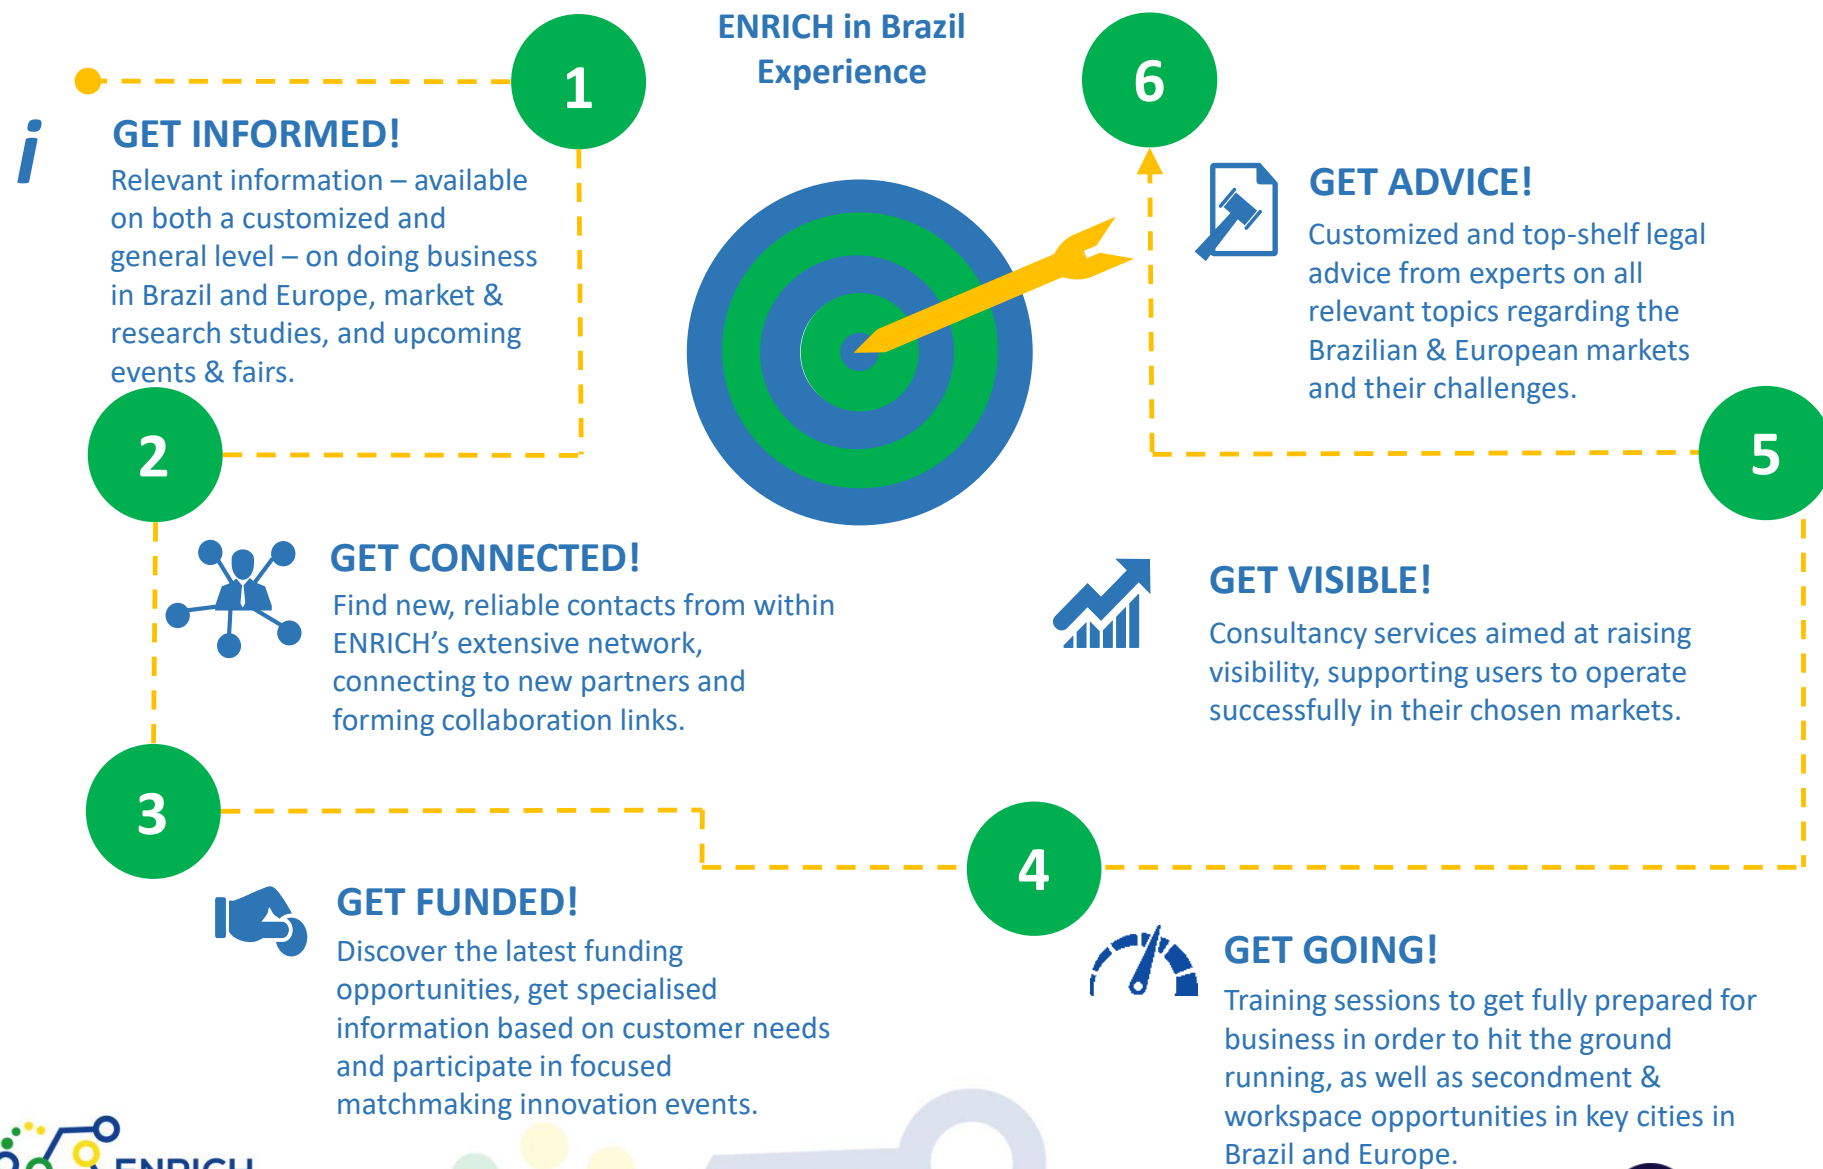 ENRICH in Brazil
Experience
1
GET INFORMED!
Relevant information – available
on both a customized and
general level – on doing business
in Brazil and Europe, market &
research studies, and upcoming
events & fairs.
2
GET CONNECTED!
Find new, reliable contacts from within
ENRICH’s extensive network,
connecting to new partners and
forming collaboration links.
3
GET FUNDED!
Discover the latest funding
opportunities, get specialised
information based on customer needs
and participate in focused
matchmaking innovation events.
4
GET GOING!
Training sessions to get fully prepared for
business in order to hit the ground
running, as well as secondment &
workspace opportunities in key cities in
Brazil and Europe.
5
GET VISIBLE!
Consultancy services aimed at raising
visibility, supporting users to operate
successfully in their chosen markets.
6
GET ADVICE!
Customized and top-shelf legal
advice from experts on all
relevant topics regarding the
Brazilian & European markets
and their challenges.
ENRICH